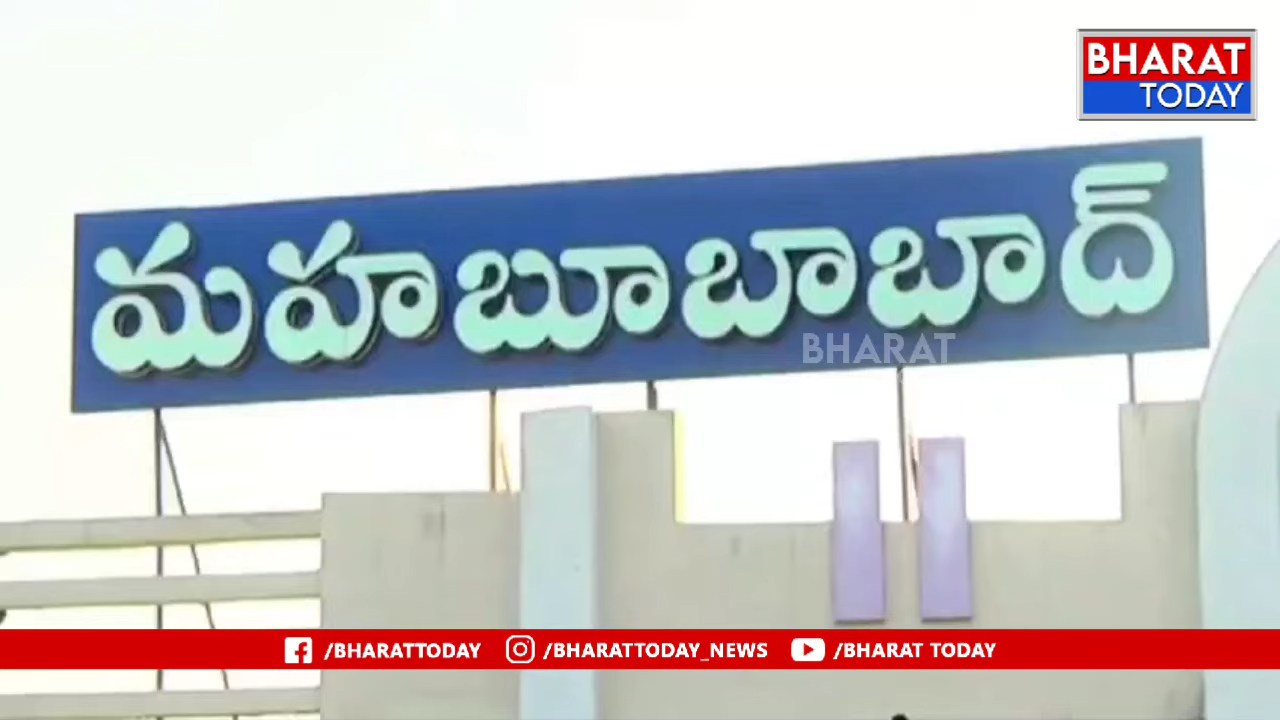 BHARAT
TODAY
మహబూబాబాద్
BHARAT
/BHARATTODAY /BHARATTODAY_NEWS /BHARAT TODAY